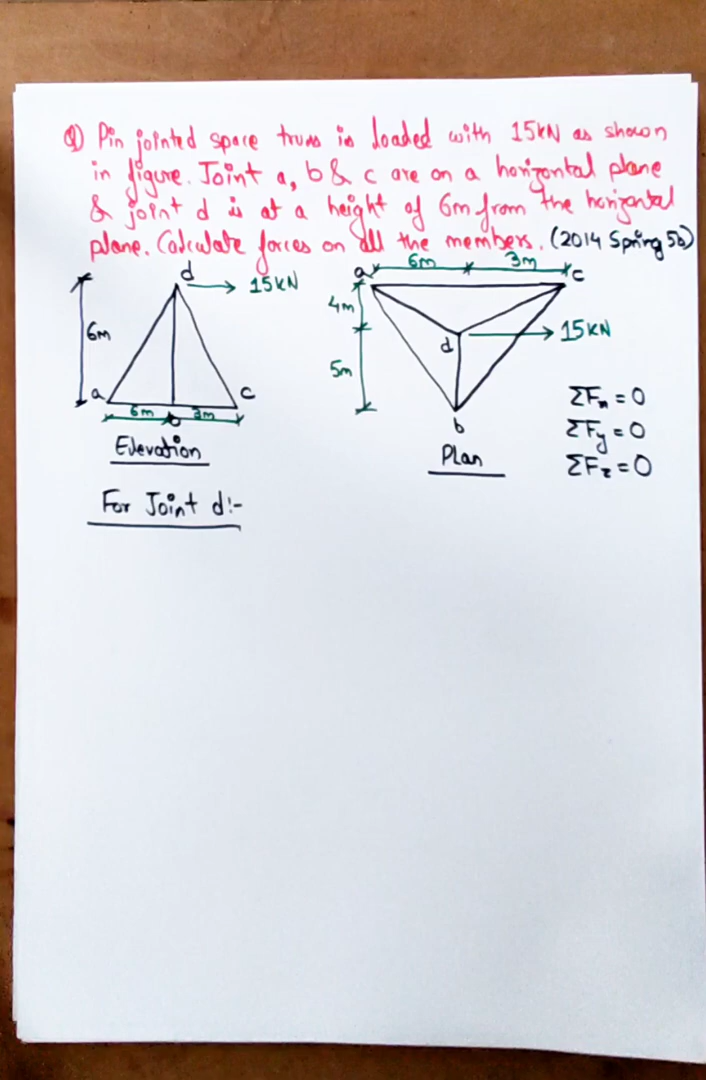 Q) Pin jointed space truss is loaded with 15kN as shown
in figure. Joint a, b & c are on a horizontal plane
& joint d is at a height of 6m from the horizontal
plane. Calculate forces on all the members. (2014 Spring 5b)
d 15kN
6m
a c
6m b 3m
Elevation
a 6m 3m c
4m
d 15kN
5m
b
Plan
ΣFx = 0
ΣFy = 0
ΣFz = 0
For Joint d:-